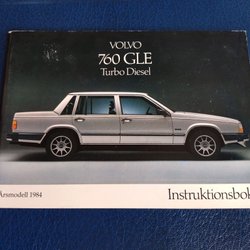 VOLVO
760 GLE
Turbo Diesel
Årsmodell 1984
Instruktionsbok